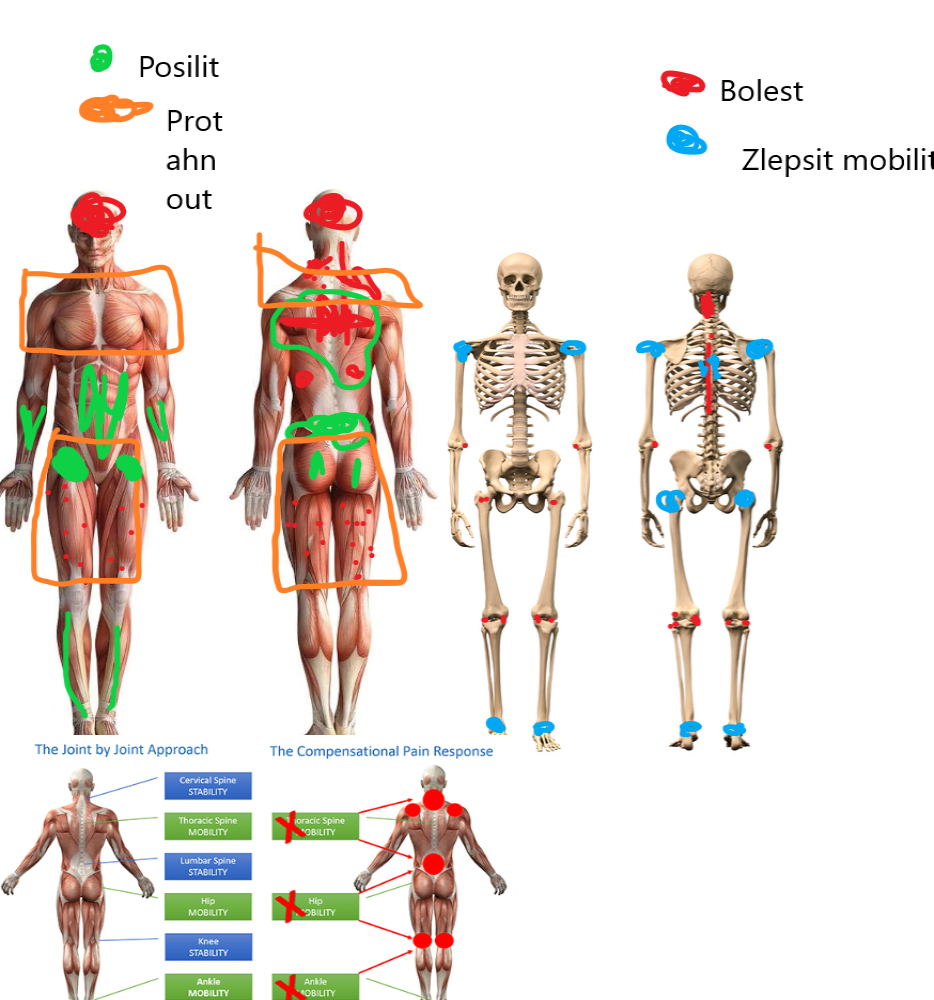 Posilit
Prot
ahn
out
Bolest
Zlepsit mobilit
The Joint by Joint Approach
The Compensational Pain Response
Cervical Spine
STABILITY
Thoracic Spine
MOBILITY
Lumbar Spine
STABILITY
Hip
MOBILITY
Knee
STABILITY
Ankle
MOBILITY
oracic Spine
MOBILITY
Hip
MOBILITY
Ankle
MOBILITY